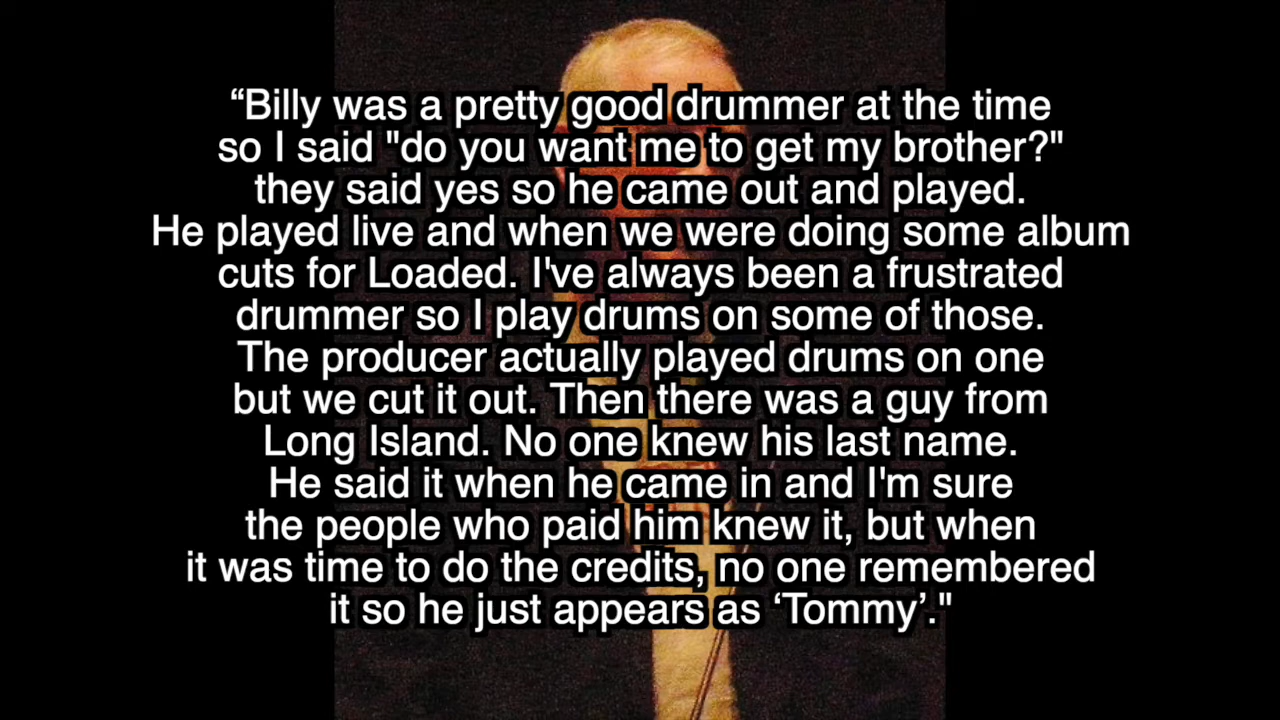 “Billy was a pretty good drummer at the time
so I said "do you want me to get my brother?"
they said yes so he came out and played.
He played live and when we were doing some album
cuts for Loaded. I've always been a frustrated
drummer so I play drums on some of those.
The producer actually played drums on one
but we cut it out. Then there was a guy from
Long Island. No one knew his last name.
He said it when he came in and I'm sure
the people who paid him knew it, but when
it was time to do the credits, no one remembered
it so he just appears as ‘Tommy’."